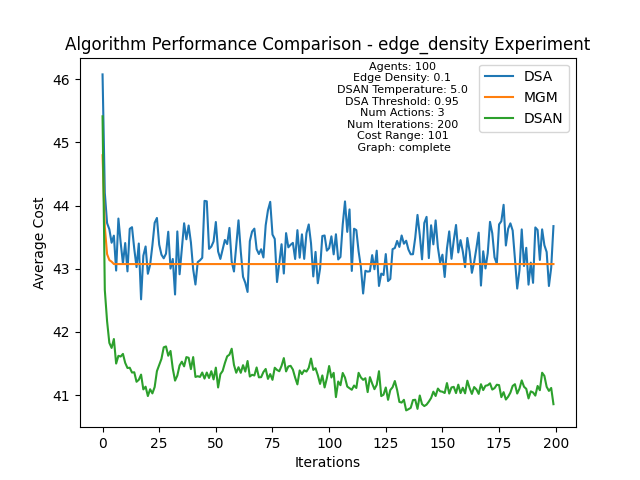 Algorithm Performance Comparison - edge_density Experiment
Agents: 100
Edge Density: 0.1
DSAN Temperature: 5.0
DSA Threshold: 0.95
Num Actions: 3
Num Iterations: 200
Cost Range: 101
Graph: complete
DSA
MGM
DSAN
Average Cost
46
45
44
43
42
41
0 25 50 75 100 125 150 175 200
Iterations